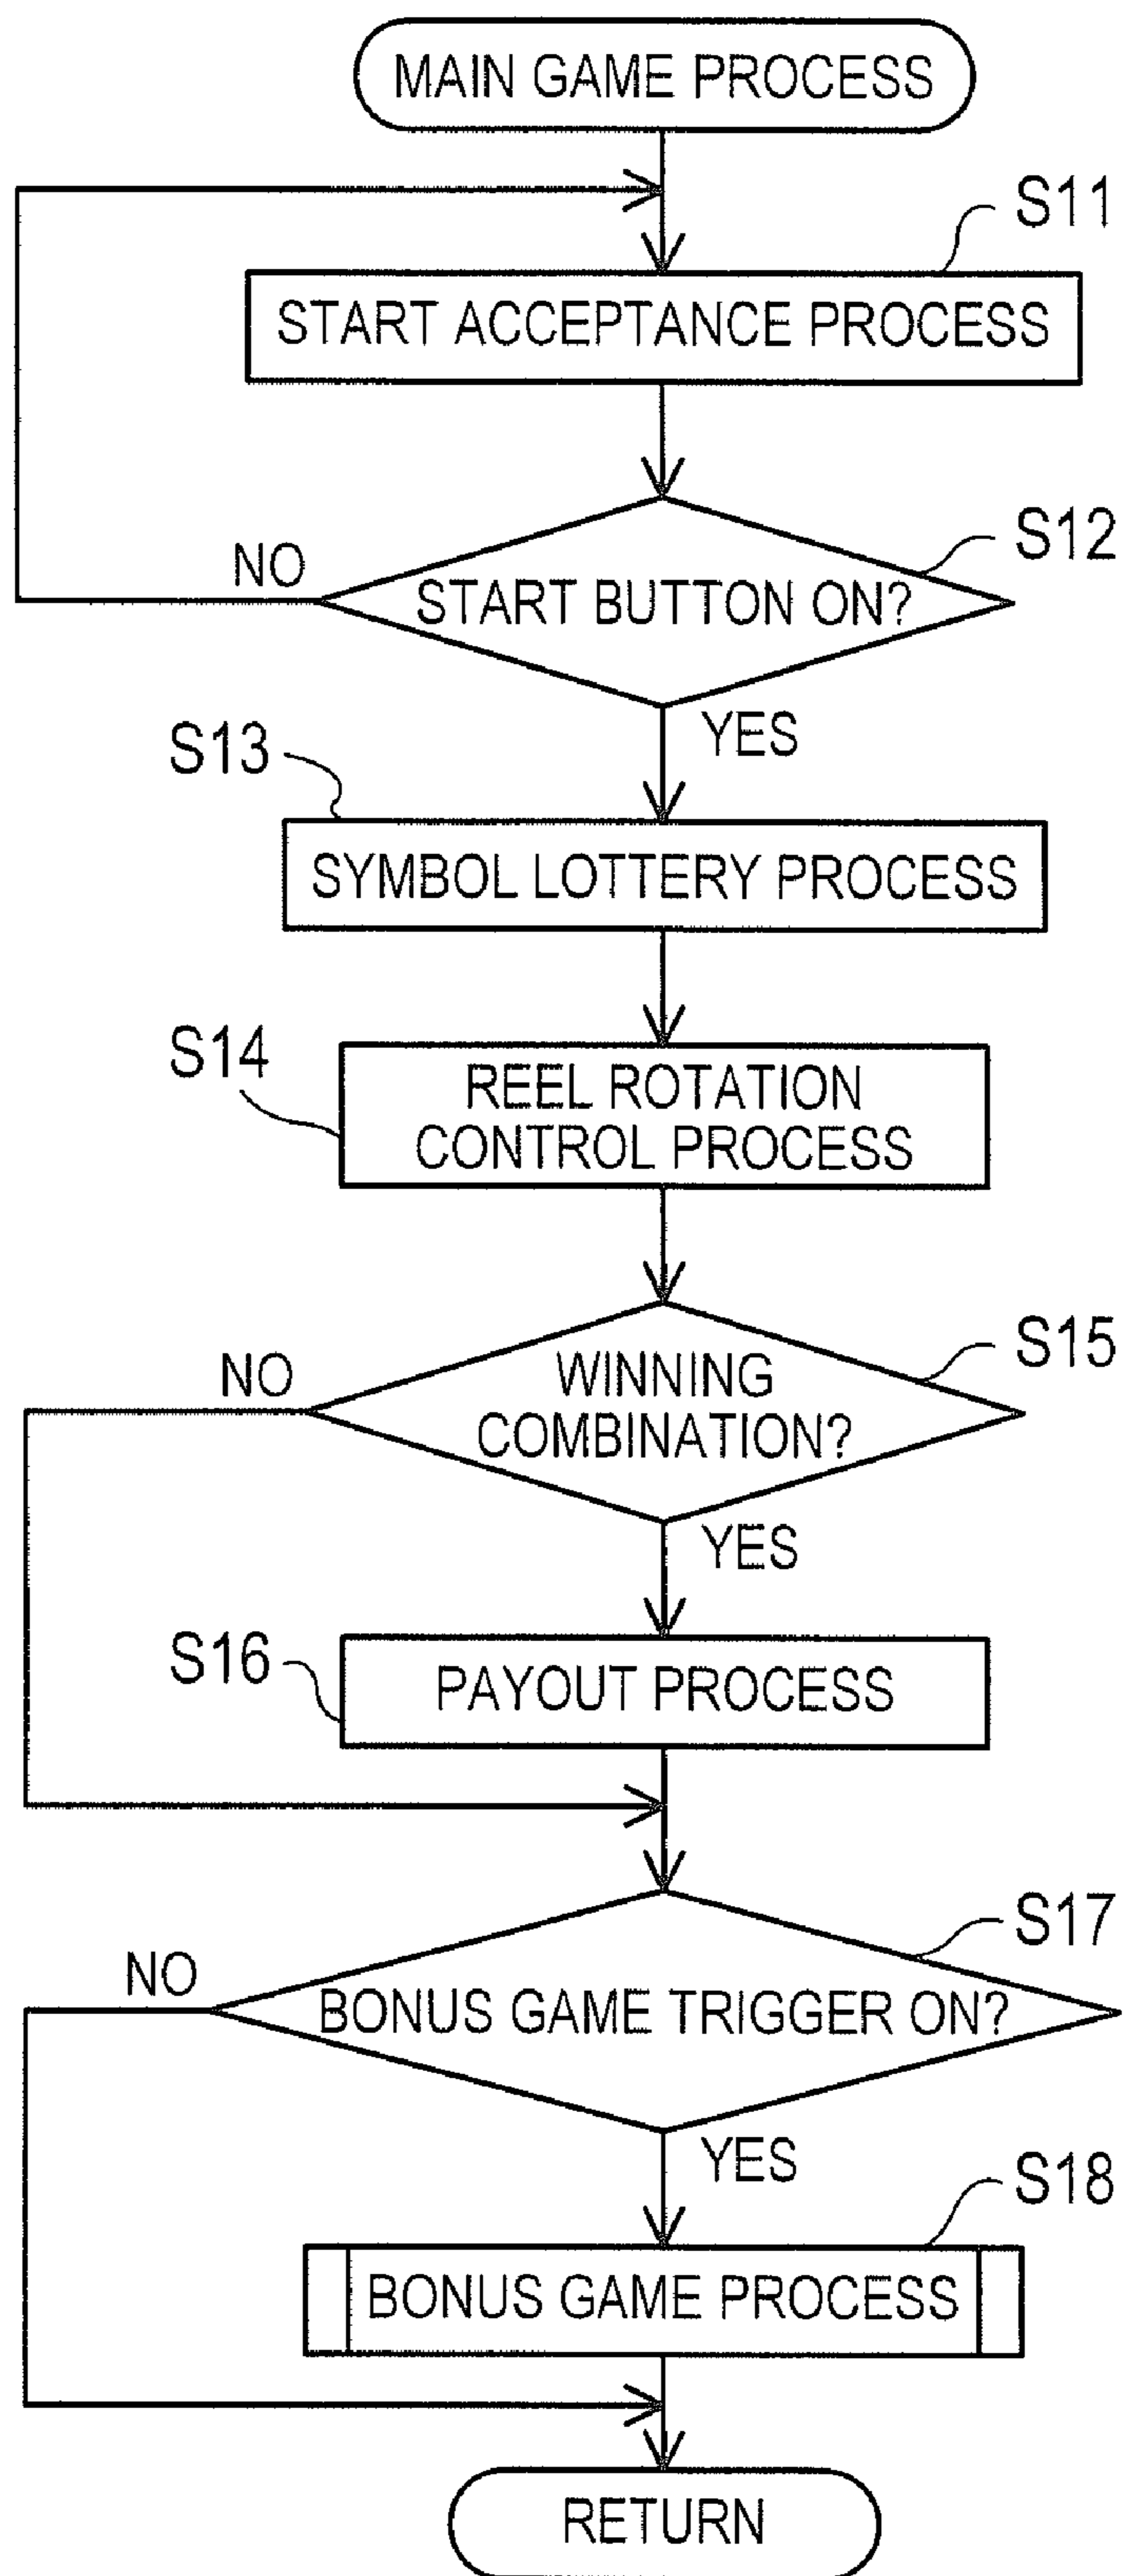 MAIN GAME PROCESS
S11
START ACCEPTANCE PROCESS
S12
NO
START BUTTON ON?
YES
S13
SYMBOL LOTTERY PROCESS
S14
REEL ROTATION
CONTROL PROCESS
S15
NO
WINNING
COMBINATION?
YES
S16
PAYOUT PROCESS
S17
NO
BONUS GAME TRIGGER ON?
YES
S18
BONUS GAME PROCESS
RETURN